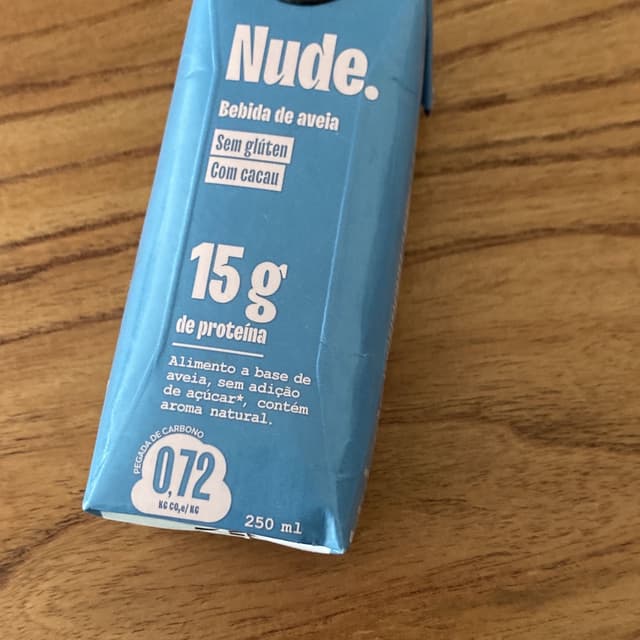 Nude.
Bebida de aveia
Sem glúten
Com cacau
15 g
de proteína
Alimento a base de
aveia, sem adição
de açúcar*, contém
aroma natural.
PEGADA DE CARBONO
0,72
KG CO₂e/KG
250 ml